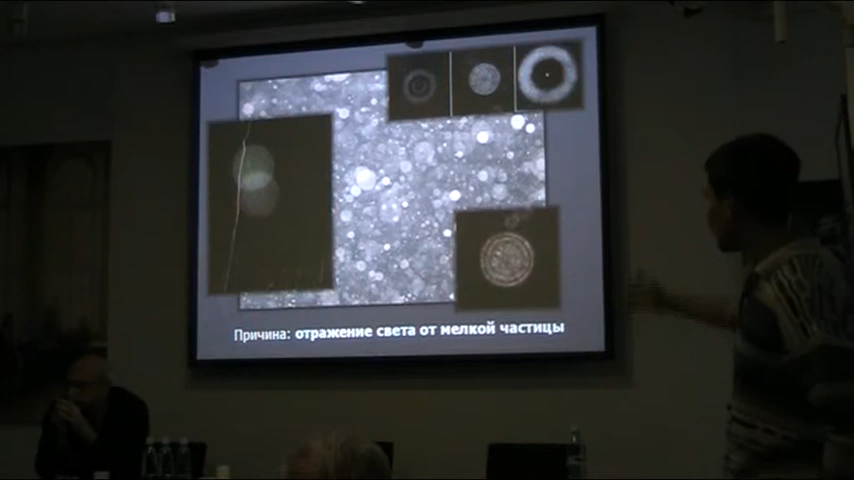 Причина: отражение света от мелкой частицы